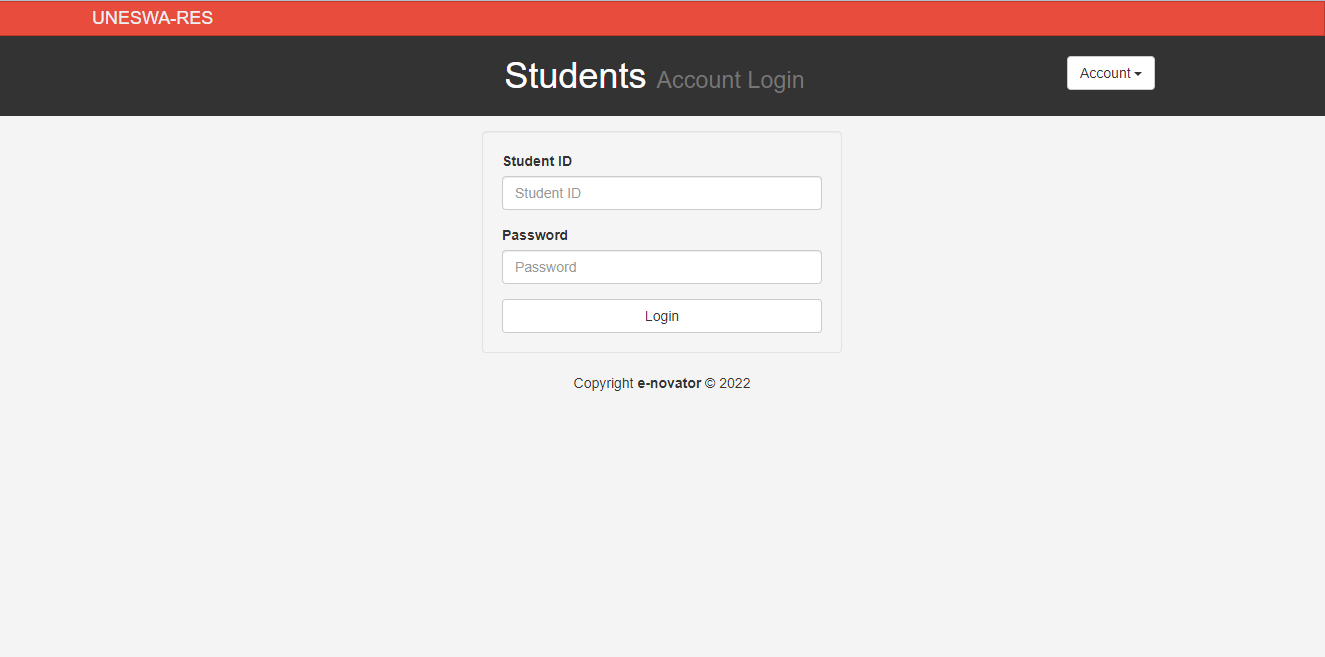 UNESWA-RES
Students Account Login
Account
Student ID
Student ID
Password
Password
Login
Copyright e-novator © 2022